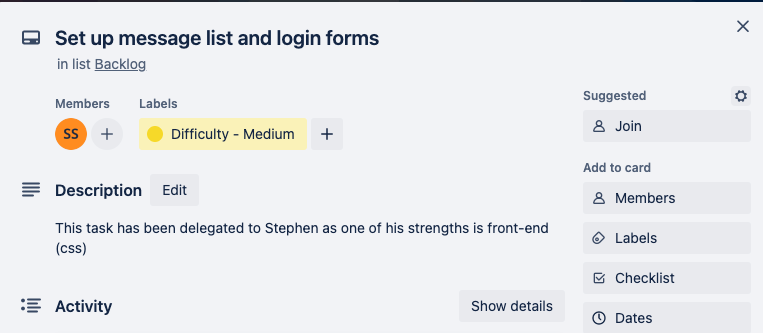 Set up message list and login forms
in list Backlog
Members
Labels
SS
+
Difficulty - Medium
+
Description
Edit
This task has been delegated to Stephen as one of his strengths is front-end
(css)
Activity
Show details
Suggested
Join
Add to card
Members
Labels
Checklist
Dates